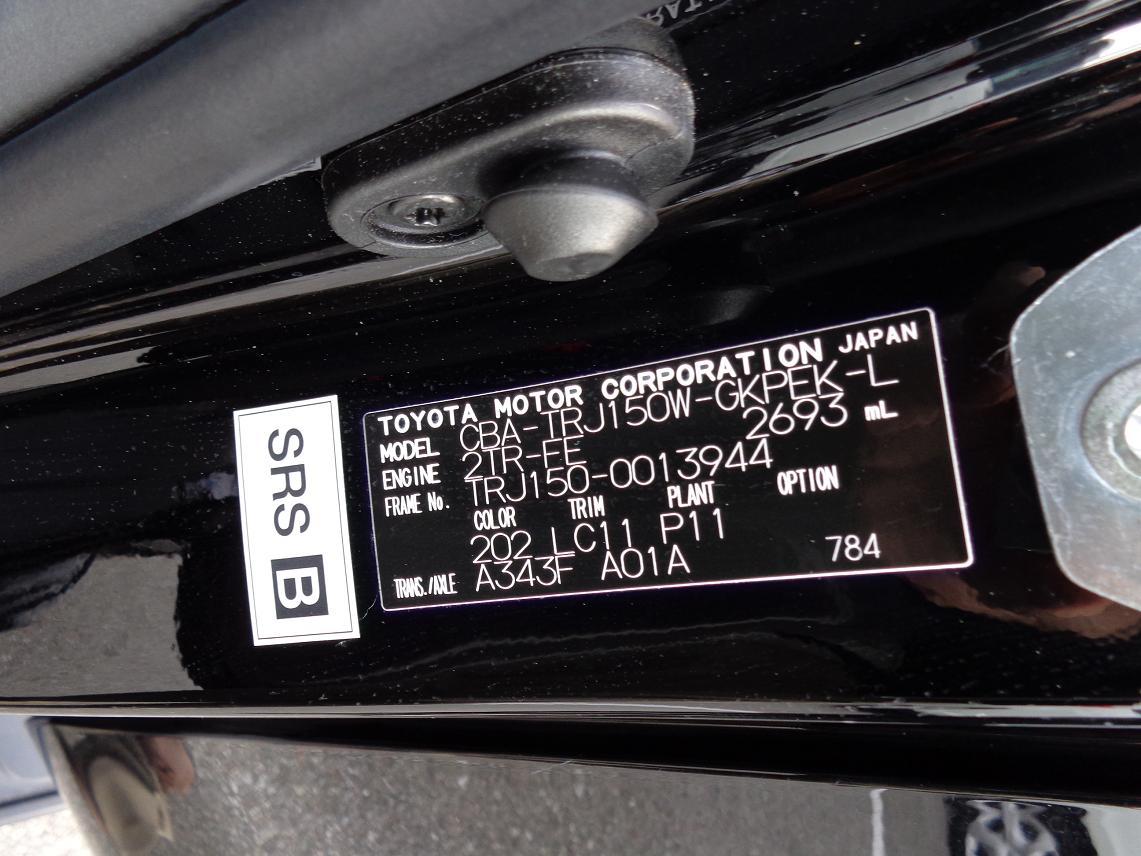 SRS B
TOYOTA MOTOR CORPORATION JAPAN
MODEL CBA-TRJ150W-GKPEK-L
ENGINE 2TR-FE 2693 mL
FRAME No. TRJ150-0013944
COLOR TRIM PLANT OPTION
202 LC11 P11
TRANS./AXLE A343F A01A 784